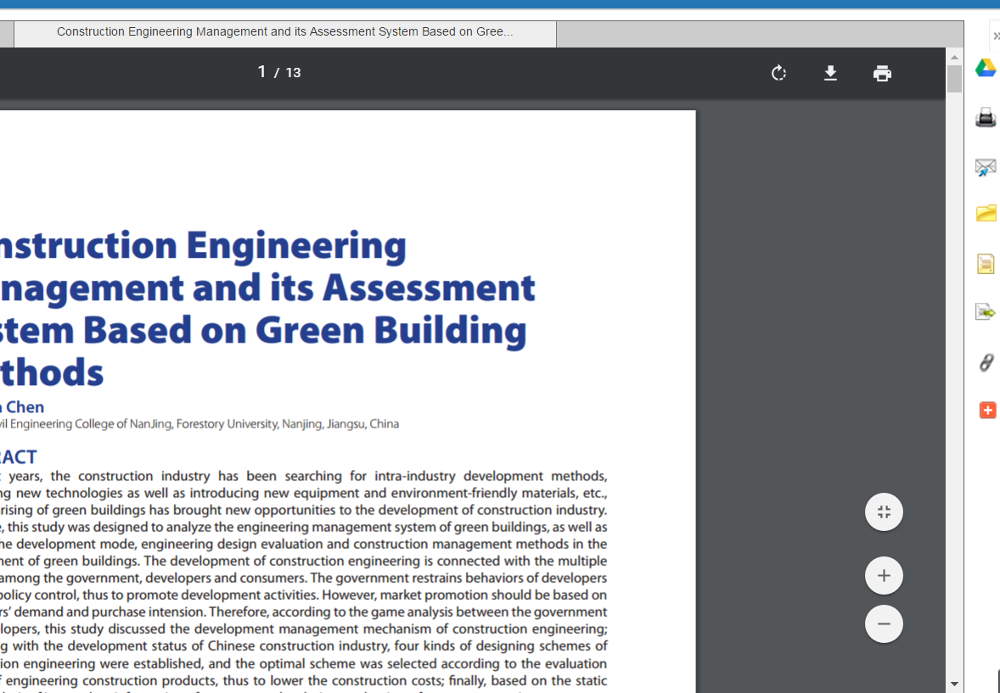 Construction Engineering Management and its Assessment System Based on Gree...
1 / 13
nstruction Engineering
nagement and its Assessment
stem Based on Green Building
thods
Chen
vil Engineering College of NanJing, Forestory University, Nanjing, Jiangsu, China
RACT
years, the construction industry has been searching for intra-industry development methods,
ng new technologies as well as introducing new equipment and environment-friendly materials, etc.,
rising of green buildings has brought new opportunities to the development of construction industry.
, this study was designed to analyze the engineering management system of green buildings, as well as
he development mode, engineering design evaluation and construction management methods in the
ment of green buildings. The development of construction engineering is connected with the multiple
among the government, developers and consumers. The government restrains behaviors of developers
policy control, thus to promote development activities. However, market promotion should be based on
rs' demand and purchase intension. Therefore, according to the game analysis between the government
lopers, this study discussed the development management mechanism of construction engineering;
g with the development status of Chinese construction industry, four kinds of designing schemes of
ion engineering were established, and the optimal scheme was selected according to the evaluation
f engineering construction products, thus to lower the construction costs; finally, based on the static